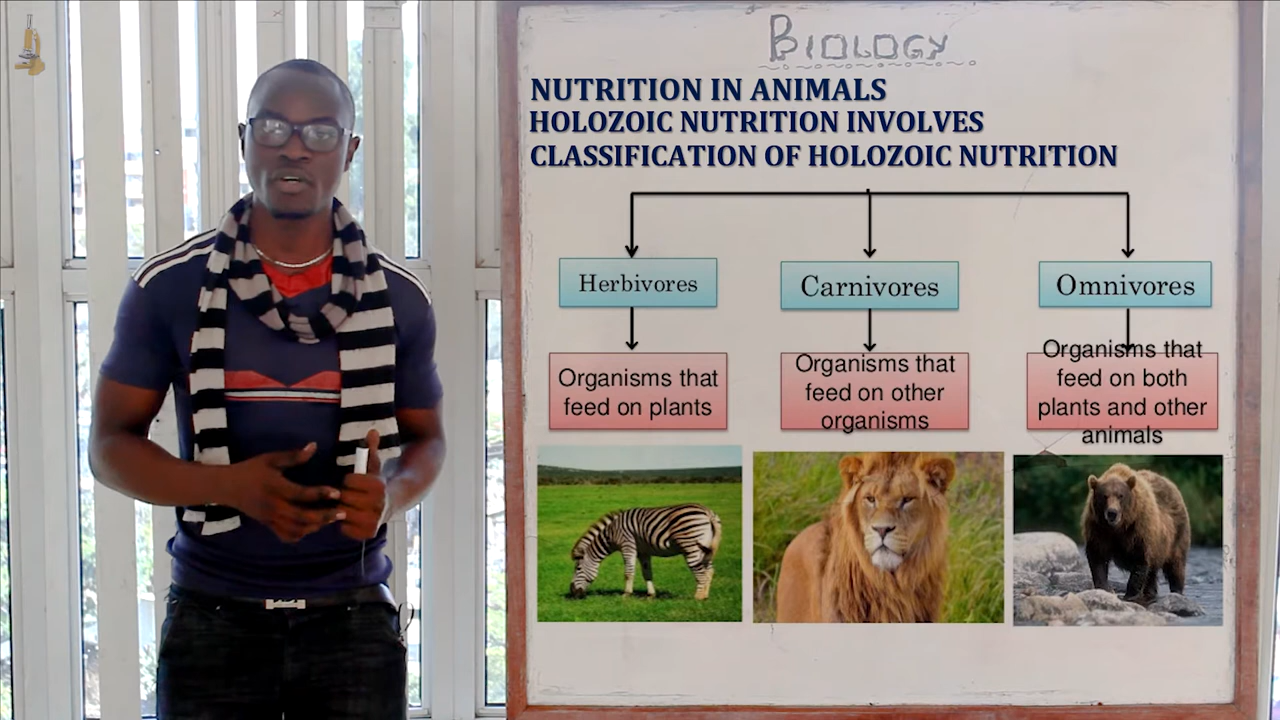 BIOLOGY
NUTRITION IN ANIMALS
HOLOZOIC NUTRITION INVOLVES
CLASSIFICATION OF HOLOZOIC NUTRITION
Herbivores
Carnivores
Omnivores
Organisms that
feed on plants
Organisms that
feed on other
organisms
Organisms that
feed on both
plants and other
animals